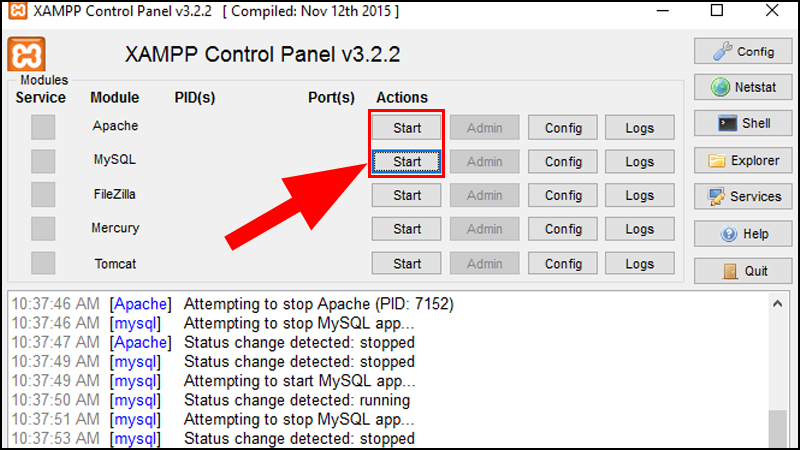 XAMPP Control Panel v3.2.2 [ Compiled: Nov 12th 2015 ]
XAMPP Control Panel v3.2.2
Modules
Service Module PID(s) Port(s) Actions
Apache Start Admin Config Logs
MySQL Start Admin Config Logs
FileZilla Start Admin Config Logs
Mercury Start Admin Config Logs
Tomcat Start Admin Config Logs
Config
Netstat
Shell
Explorer
Services
Help
Quit
10:37:46 AM [Apache] Attempting to stop Apache (PID: 7152)
10:37:46 AM [mysql] Attempting to stop MySQL app...
10:37:47 AM [Apache] Status change detected: stopped
10:37:49 AM [mysql] Status change detected: stopped
10:37:49 AM [mysql] Attempting to start MySQL app...
10:37:50 AM [mysql] Status change detected: running
10:37:51 AM [mysql] Attempting to stop MySQL app...
10:37:53 AM [mysql] Status change detected: stopped